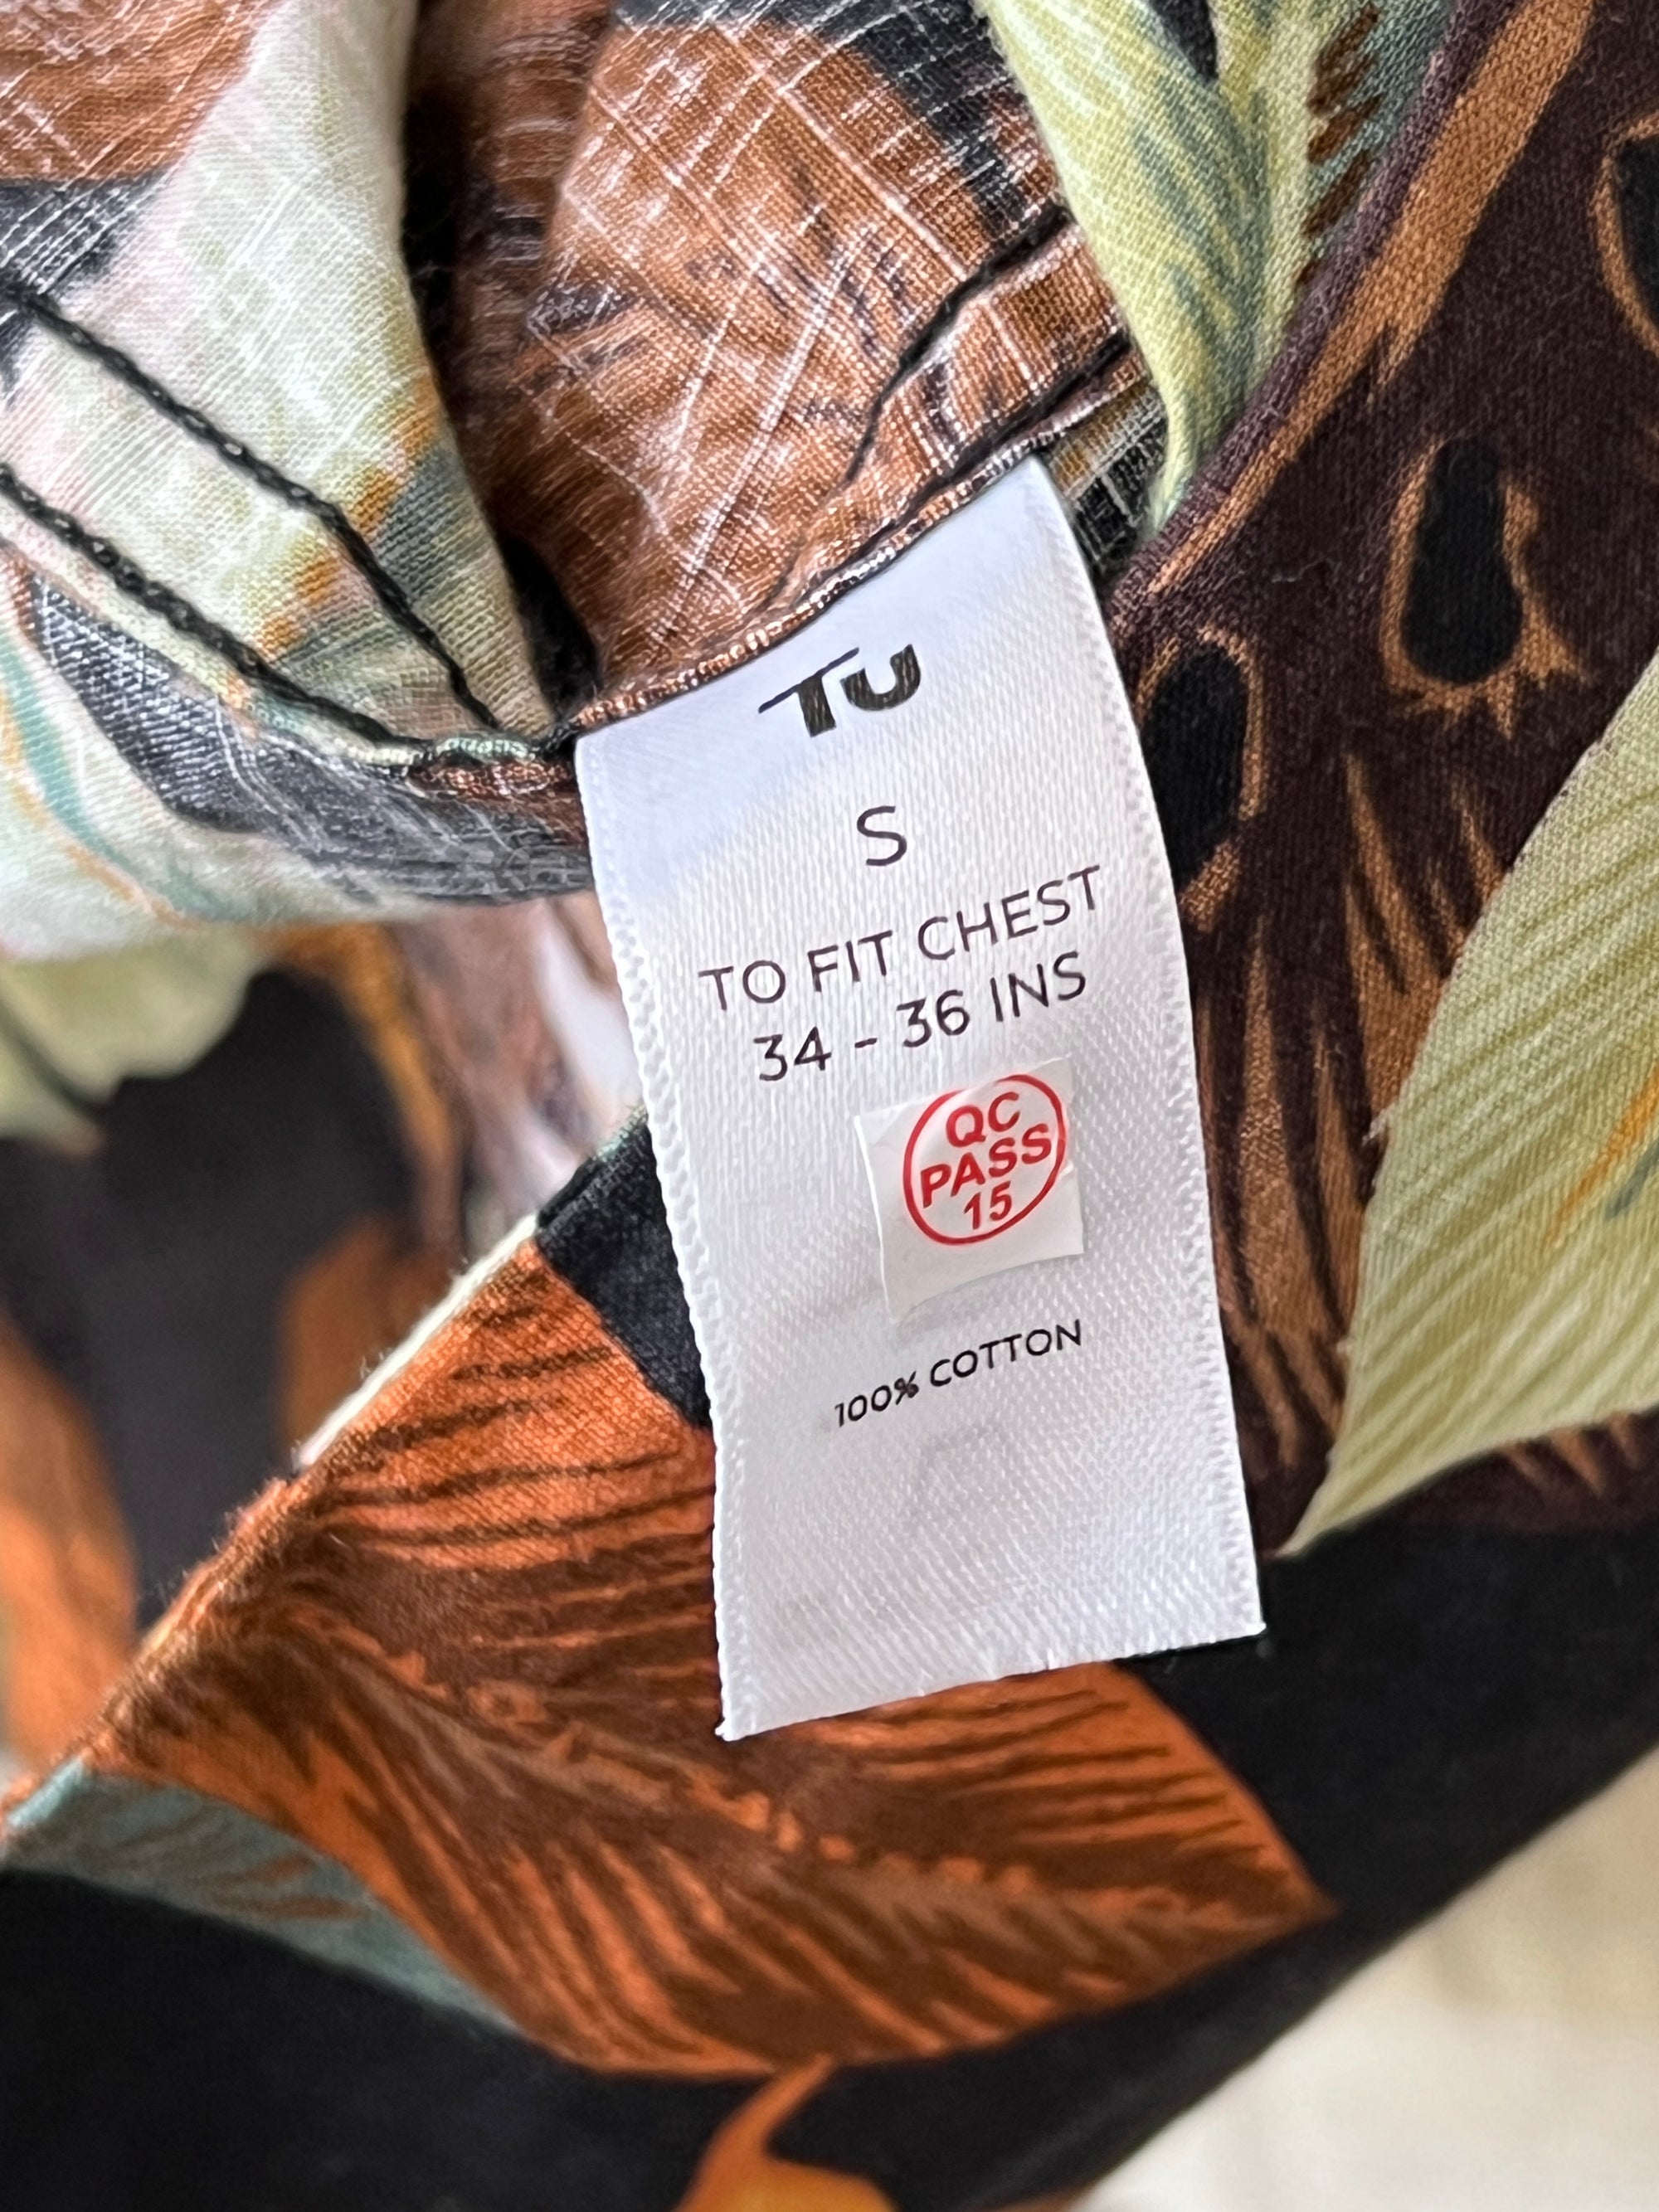 Tu
S
TO FIT CHEST
34 - 36 INS
QC
PASS
15
100% COTTON